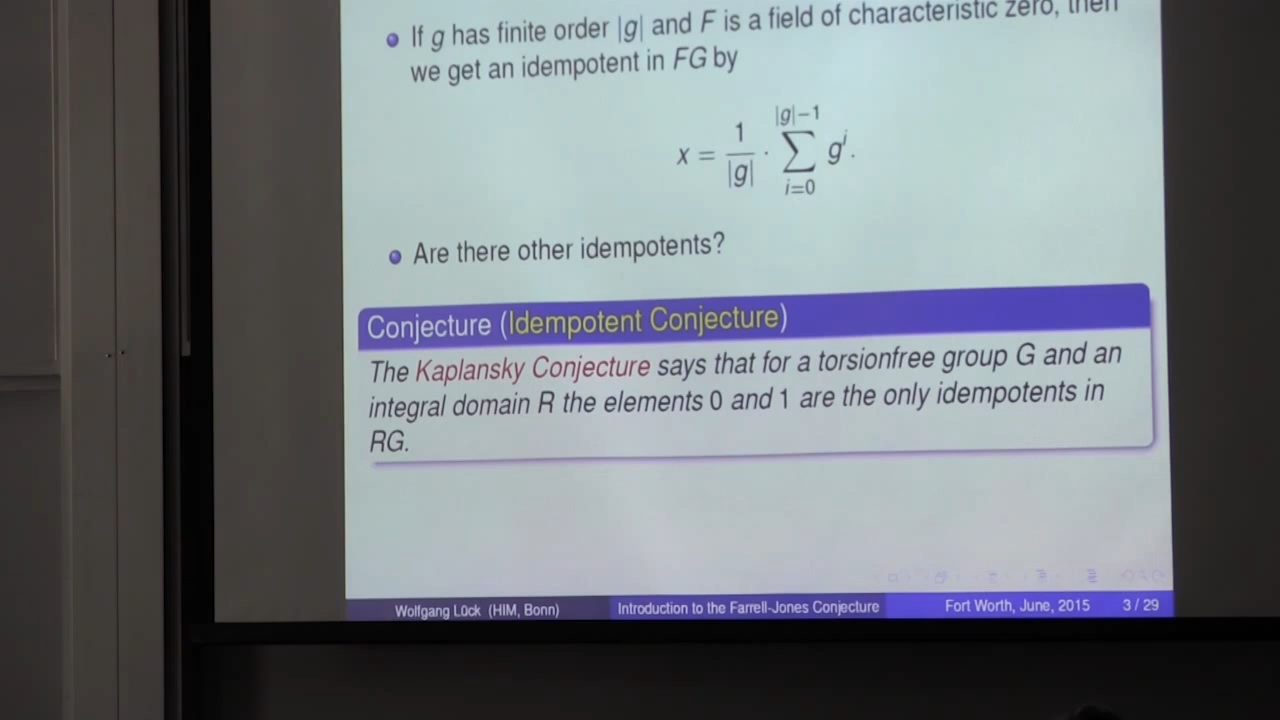 If g has finite order |g| and F is a field of characteristic zero, then
we get an idempotent in FG by
x = 1/|g| · ∑_{i=0}^{|g|−1} g^i.
Are there other idempotents?
Conjecture (Idempotent Conjecture)
The Kaplansky Conjecture says that for a torsionfree group G and an
integral domain R the elements 0 and 1 are the only idempotents in
RG.
Wolfgang Lück (HIM, Bonn) Introduction to the Farrell-Jones Conjecture Fort Worth, June, 2015 3 / 29